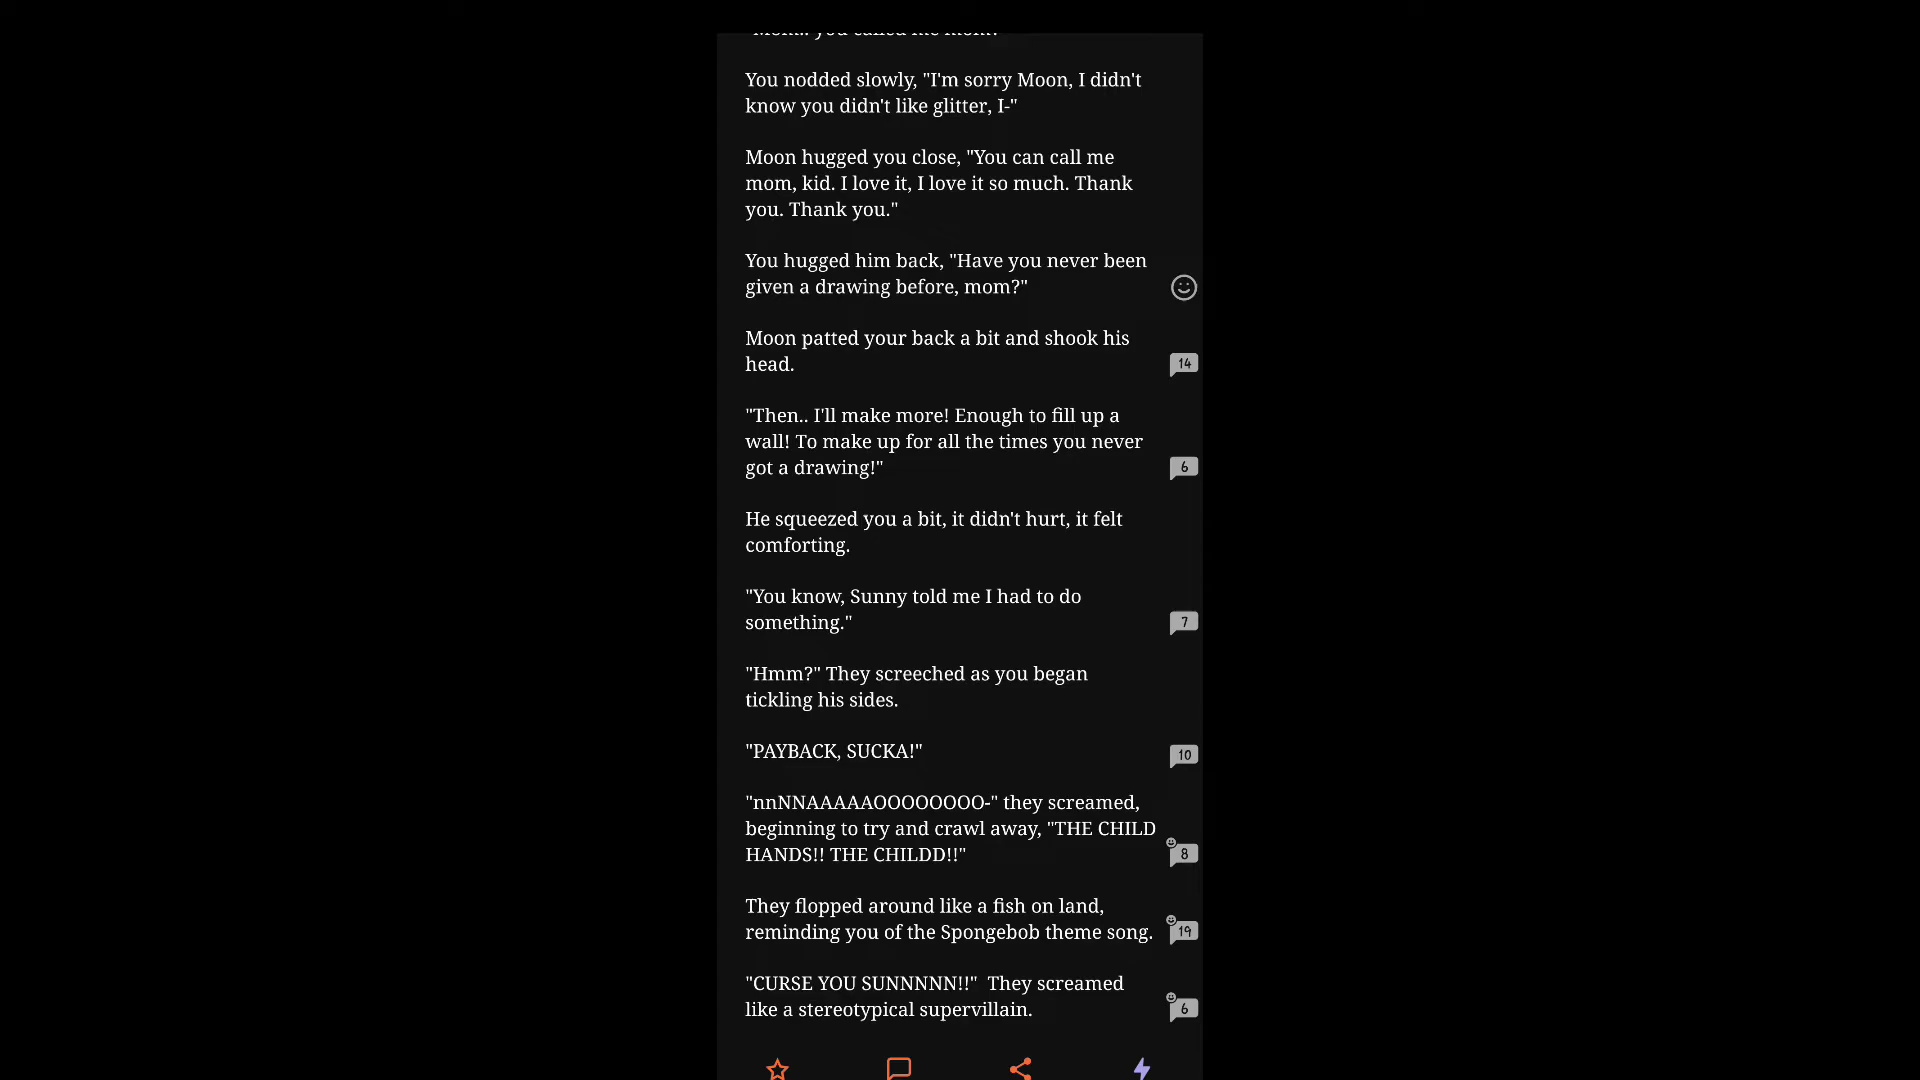 "Mom.. you called me mom?"
You nodded slowly, "I'm sorry Moon, I didn't
know you didn't like glitter, I-"
Moon hugged you close, "You can call me
mom, kid. I love it, I love it so much. Thank
you. Thank you."
You hugged him back, "Have you never been
given a drawing before, mom?"
Moon patted your back a bit and shook his
head.
14
"Then.. I'll make more! Enough to fill up a
wall! To make up for all the times you never
got a drawing!"
6
He squeezed you a bit, it didn't hurt, it felt
comforting.
"You know, Sunny told me I had to do
something."
7
"Hmm?" They screeched as you began
tickling his sides.
"PAYBACK, SUCKA!"
10
"nnNNAAAAAOOOOOOOO-" they screamed,
beginning to try and crawl away, "THE CHILD
HANDS!! THE CHILDD!!"
8
They flopped around like a fish on land,
reminding you of the Spongebob theme song.
19
"CURSE YOU SUNNNNN!!"  They screamed
like a stereotypical supervillain.
6